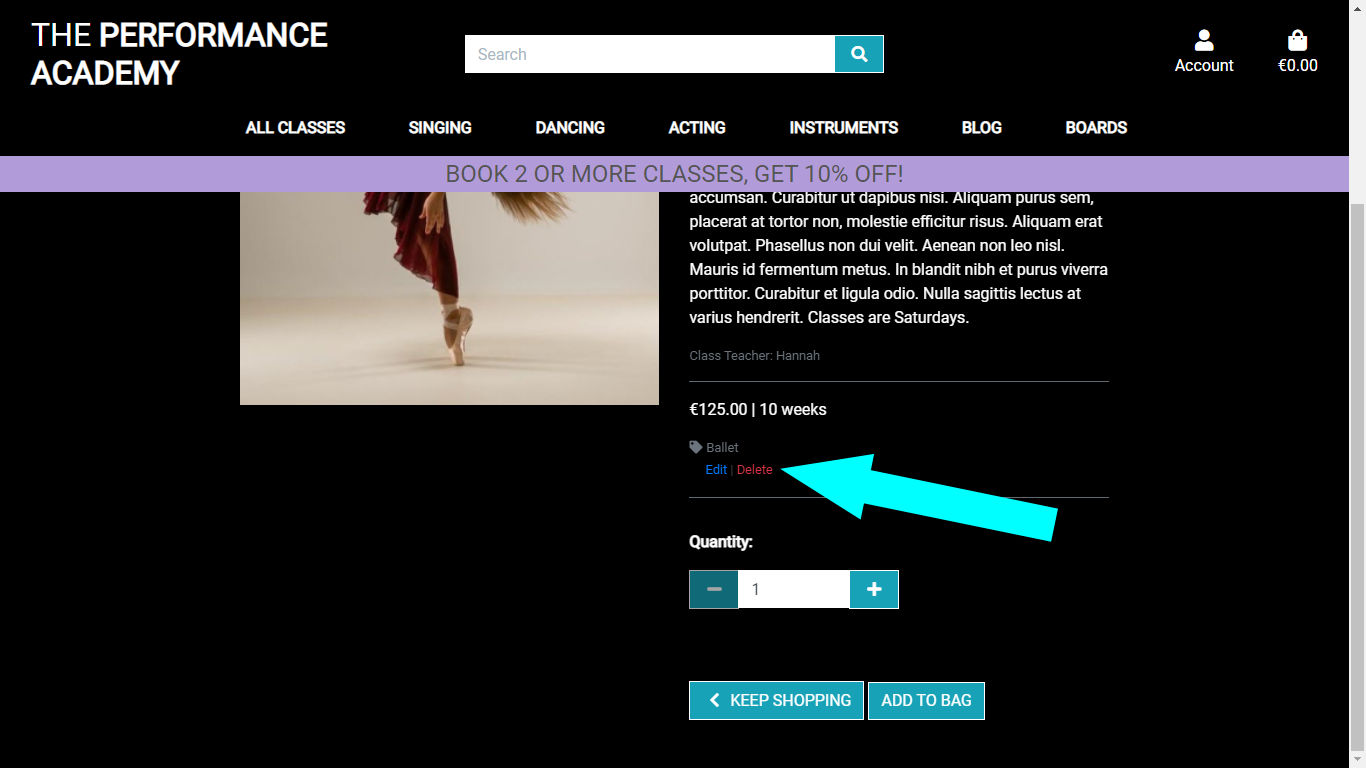 THE PERFORMANCE
ACADEMY
Search
Account
€0.00
ALL CLASSES
SINGING
DANCING
ACTING
INSTRUMENTS
BLOG
BOARDS
BOOK 2 OR MORE CLASSES, GET 10% OFF!
accumsan. Curabitur ut dapibus nisi. Aliquam purus sem,
placerat at tortor non, molestie efficitur risus. Aliquam erat
volutpat. Phasellus non dui velit. Aenean non leo nisl.
Mauris id fermentum metus. In blandit nibh et purus viverra
porttitor. Curabitur et ligula odio. Nulla sagittis lectus at
varius hendrerit. Classes are Saturdays.
Class Teacher: Hannah
€125.00 | 10 weeks
Ballet
Edit | Delete
Quantity:
1
KEEP SHOPPING
ADD TO BAG